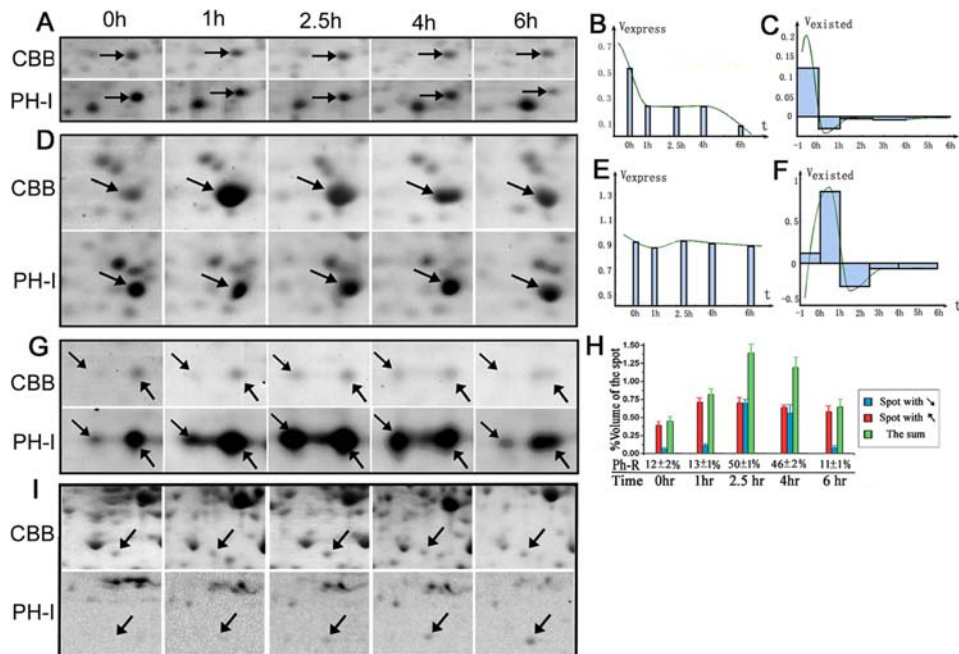 A
0h 1h 2.5h 4h 6h
CBB
PH-I
B
Vexpress
0.7
0.5
0.3
0.1
0h 1h 2.5h 4h 6h
t
C
Vexisted
0.2
0.1
0
-1 0h 1h 2h 3h 4h 5h 6h
t
D
CBB
PH-I
E
Vexpress
1.3
1.1
0.9
0.7
0.5
0h 1h 2.5h 4h 6h
t
F
Vexisted
1
0.5
0
-0.5
-1 0h 1h 2h 3h 4h 5h 6h
t
G
CBB
PH-I
H
%Volume of the spot
1.50
1.25
1.00
0.75
0.50
0.25
0.00
Spot with ↘
Spot with ↖
The sum
Ph-R 12±2% 13±1% 50±1% 46±2% 11±1%
Time 0hr 1hr 2.5 hr 4hr 6 hr
I
CBB
PH-I